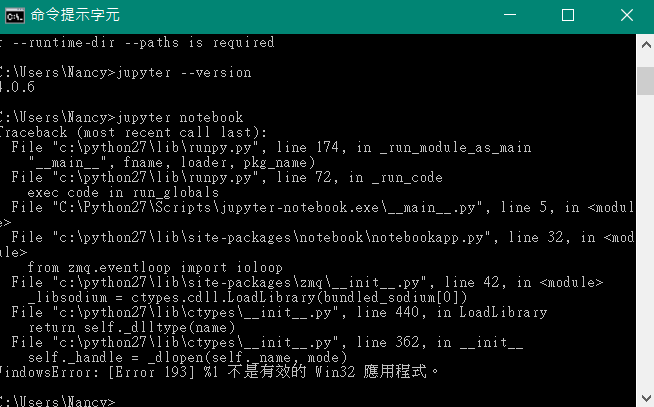 命令提示字元
r --runtime-dir --paths is required
C:\Users\Nancy>jupyter --version
4.0.6
C:\Users\Nancy>jupyter notebook
Traceback (most recent call last):
File "c:\python27\lib\runpy.py", line 174, in _run_module_as_main
"__main__", fname, loader, pkg_name)
File "c:\python27\lib\runpy.py", line 72, in _run_code
exec code in run_globals
File "C:\Python27\Scripts\jupyter-notebook.exe\__main__.py", line 5, in <modul
e>
File "c:\python27\lib\site-packages\notebook\notebookapp.py", line 32, in <mod
ule>
from zmq.eventloop import ioloop
File "c:\python27\lib\site-packages\zmq\__init__.py", line 42, in <module>
_libsodium = ctypes.cdll.LoadLibrary(bundled_sodium[0])
File "c:\python27\lib\ctypes\__init__.py", line 440, in LoadLibrary
return self._dlltype(name)
File "c:\python27\lib\ctypes\__init__.py", line 362, in __init__
self._handle = _dlopen(self._name, mode)
WindowsError: [Error 193] %1 不是有效的 Win32 應用程式。
C:\Users\Nancy>